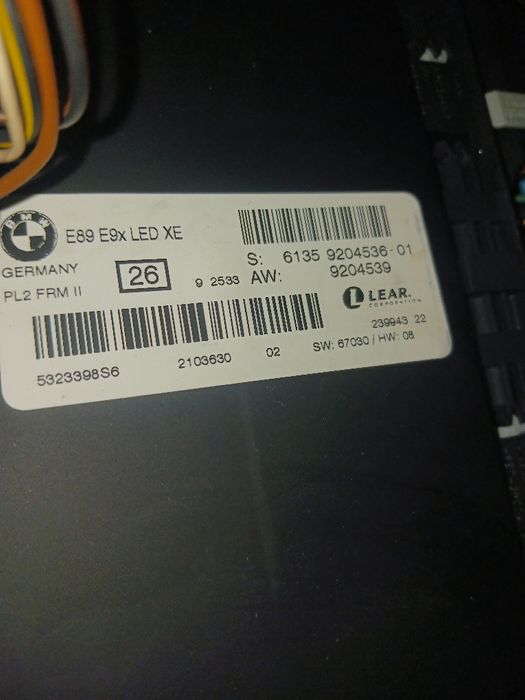 BMW
E89 E9x LED XE
GERMANY
26
PL2 FRM II
9 2533
S: 6135 9204536-01
AW: 9204539
LEAR.
CORPORATION
239943 22
5323398S6
2103630 02
SW: 67030 / HW: 08